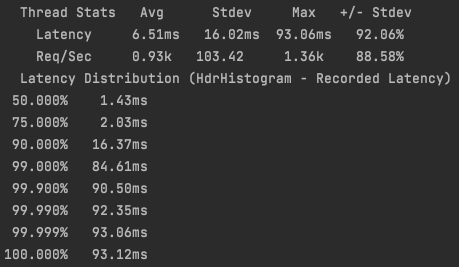 Thread Stats   Avg      Stdev     Max   +/- Stdev
Latency     6.51ms   16.02ms  93.06ms   92.06%
Req/Sec     0.93k   103.42     1.36k    88.58%
Latency Distribution (HdrHistogram - Recorded Latency)
50.000%    1.43ms
75.000%    2.03ms
90.000%   16.37ms
99.000%   84.61ms
99.900%   90.50ms
99.990%   92.35ms
99.999%   93.06ms
100.000%   93.12ms